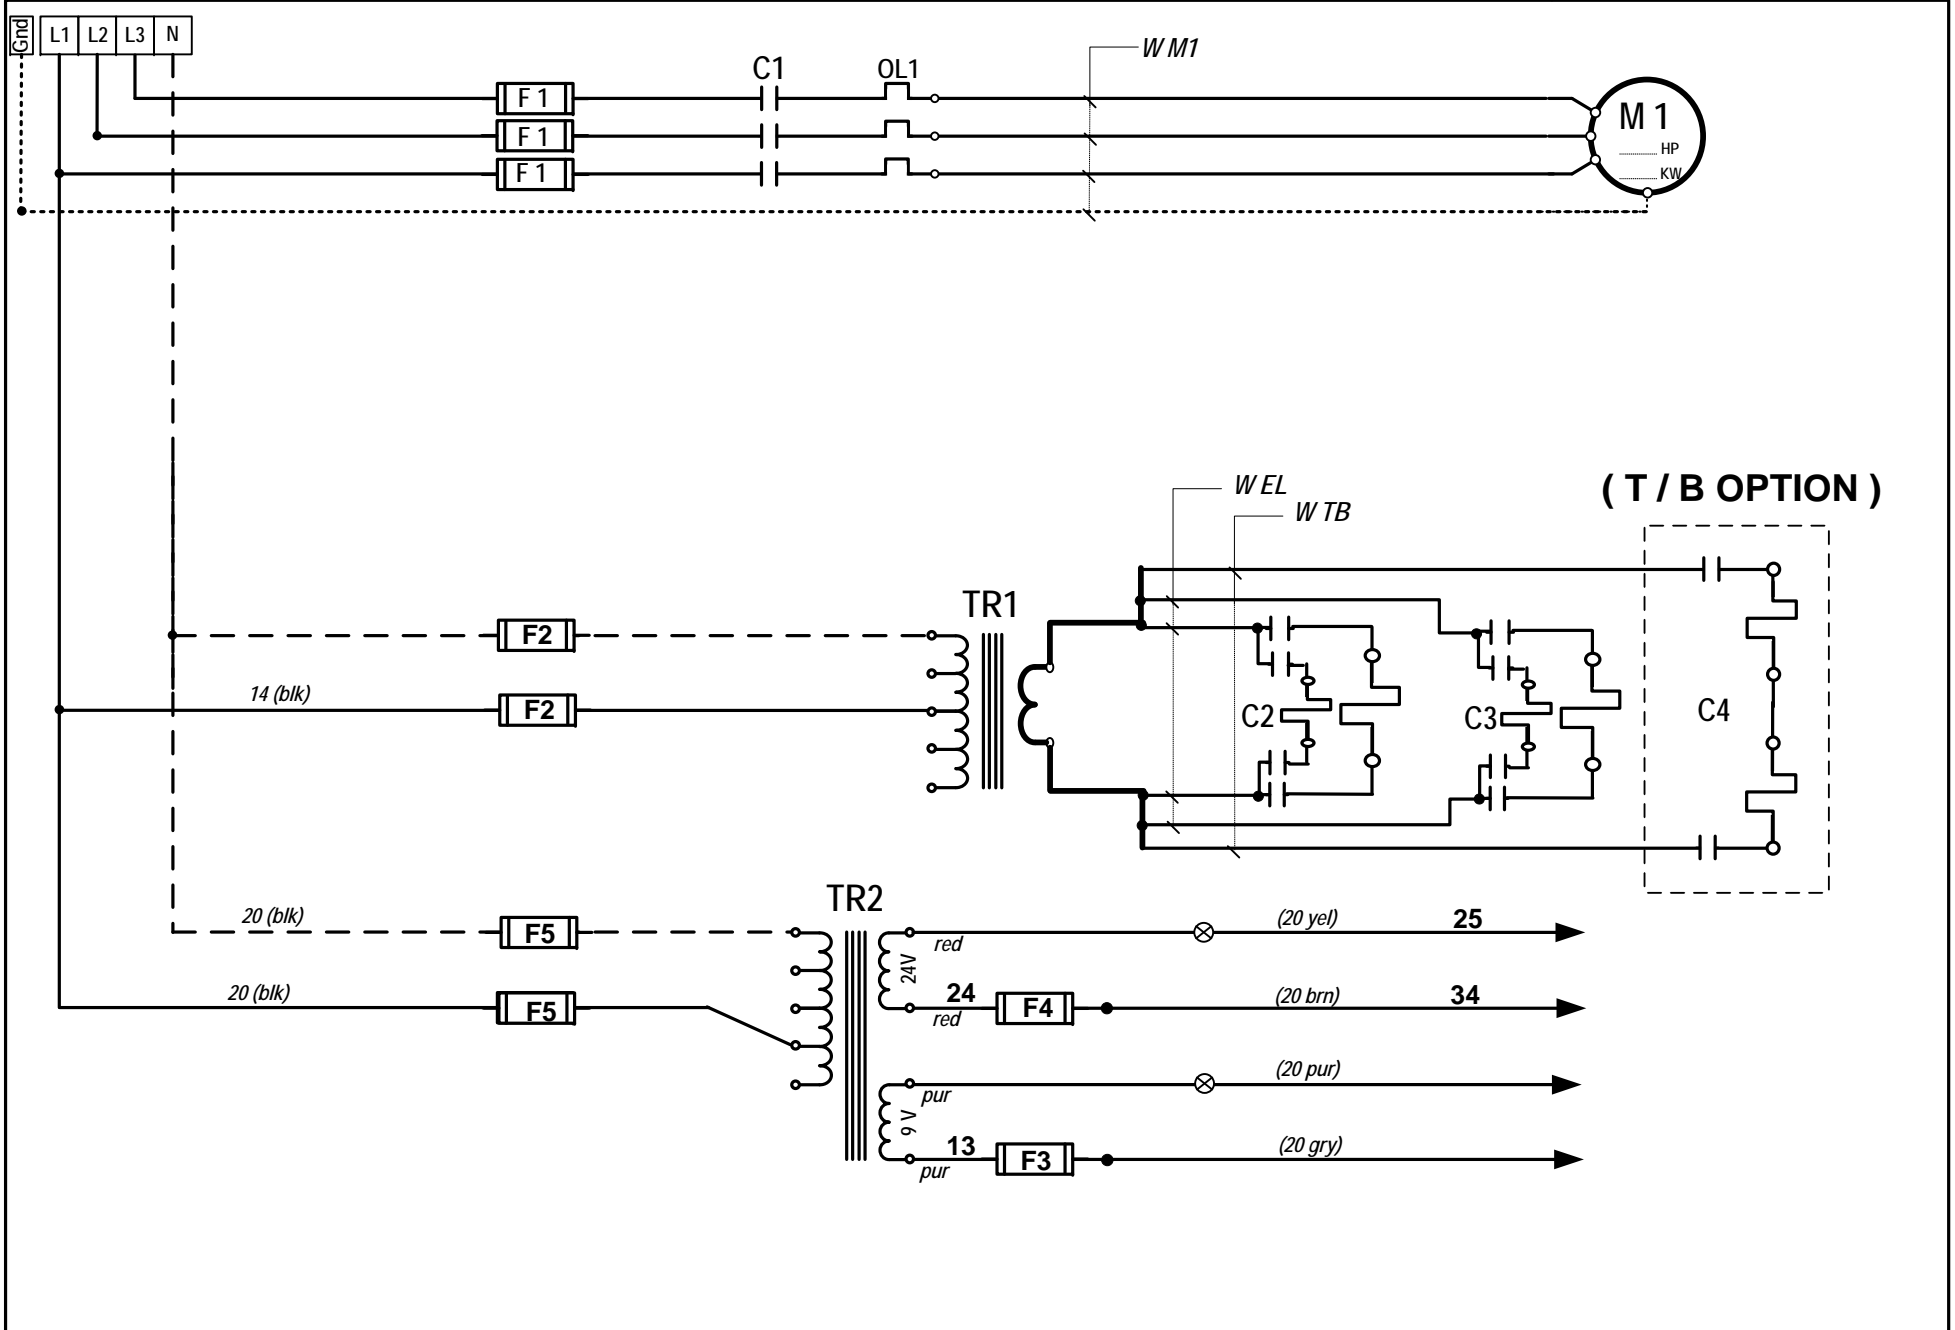 Gnd L1 L2 L3 N
W M1
C1 OL1
F 1
M 1
F 1
HP
F 1
KW
( T / B OPTION )
W EL
W TB
TR1
F2
14 (blk)
F2
C2 C3 C4
TR2
20 (blk)
F5
red
24V
(20 yel) 25
20 (blk)
F5
24
red
F4
(20 brn) 34
pur
9 V
(20 pur)
13
pur
F3
(20 gry)